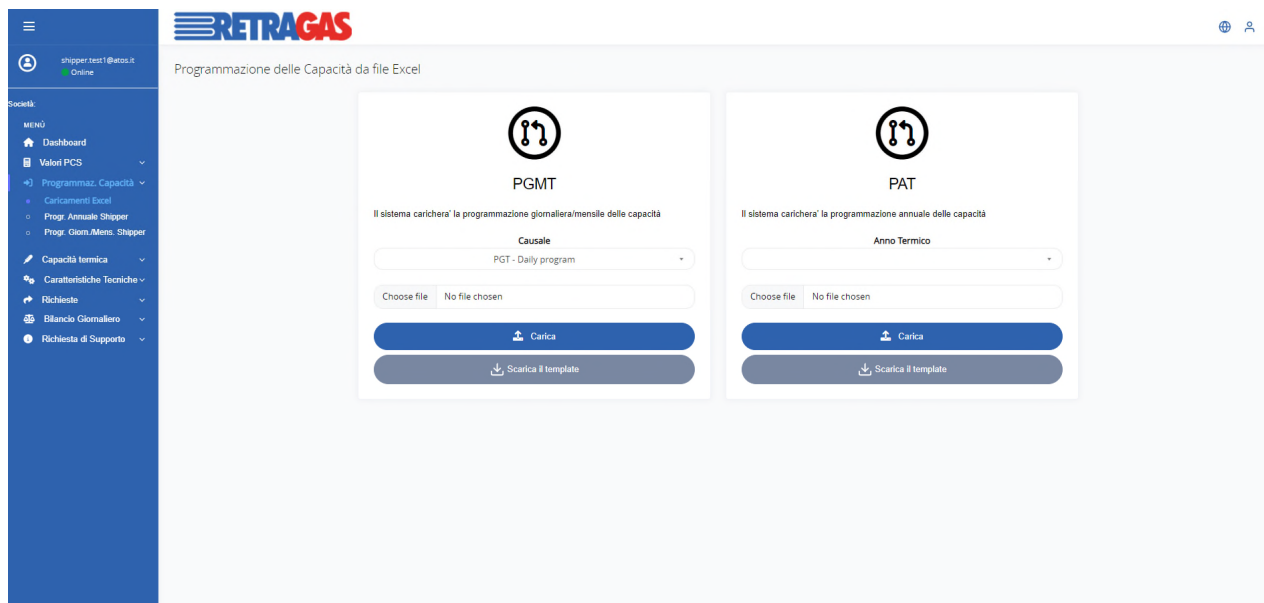 RETRAGAS
shipper.test1@atos.it
Online
Società:
MENÙ
Dashboard
Valori PCS
Programmaz. Capacità
Caricamenti Excel
Progr. Annuale Shipper
Progr. Giorn./Mens. Shipper
Capacità termica
Caratteristiche Tecniche
Richieste
Bilancio Giornaliero
Richiesta di Supporto
Programmazione delle Capacità da file Excel
PGMT
Il sistema carichera' la programmazione giornaliera/mensile delle capacità
Causale
PGT - Daily program
Choose file No file chosen
Carica
Scarica il template
PAT
Il sistema carichera' la programmazione annuale delle capacità
Anno Termico
Choose file No file chosen
Carica
Scarica il template